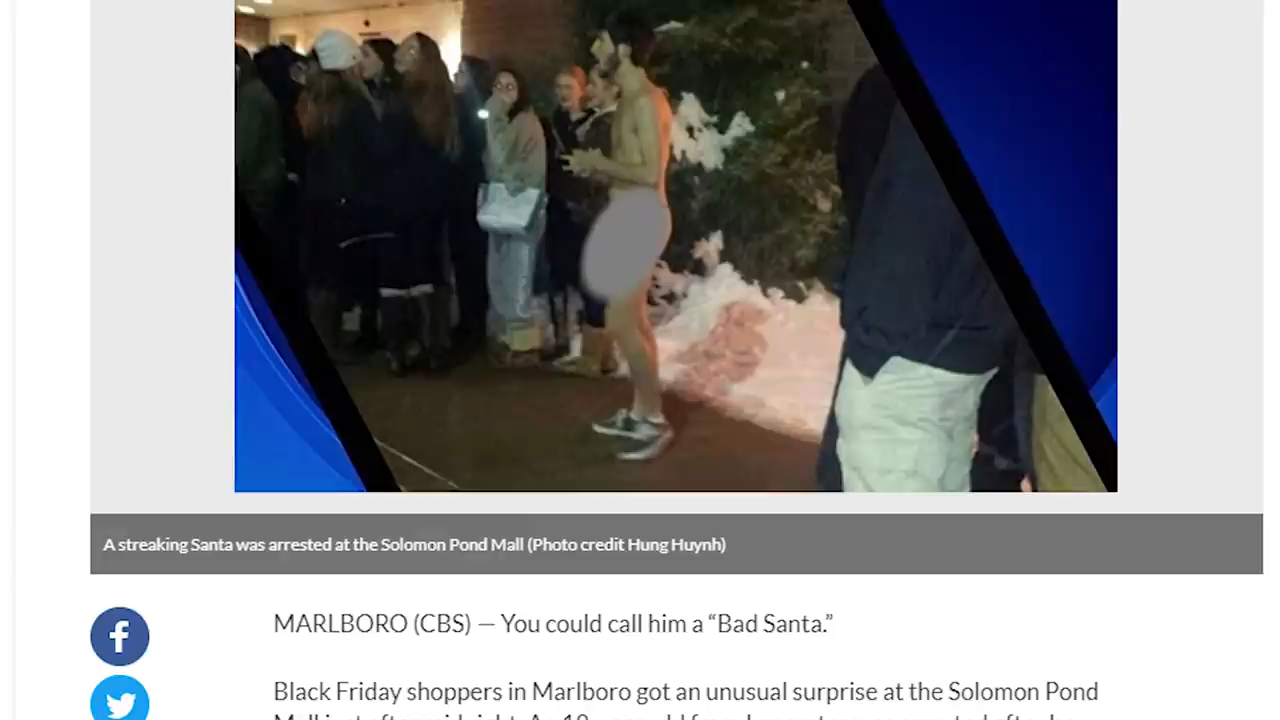 A streaking Santa was arrested at the Solomon Pond Mall (Photo credit Hung Huynh)
MARLBORO (CBS) — You could call him a “Bad Santa.”
Black Friday shoppers in Marlboro got an unusual surprise at the Solomon Pond